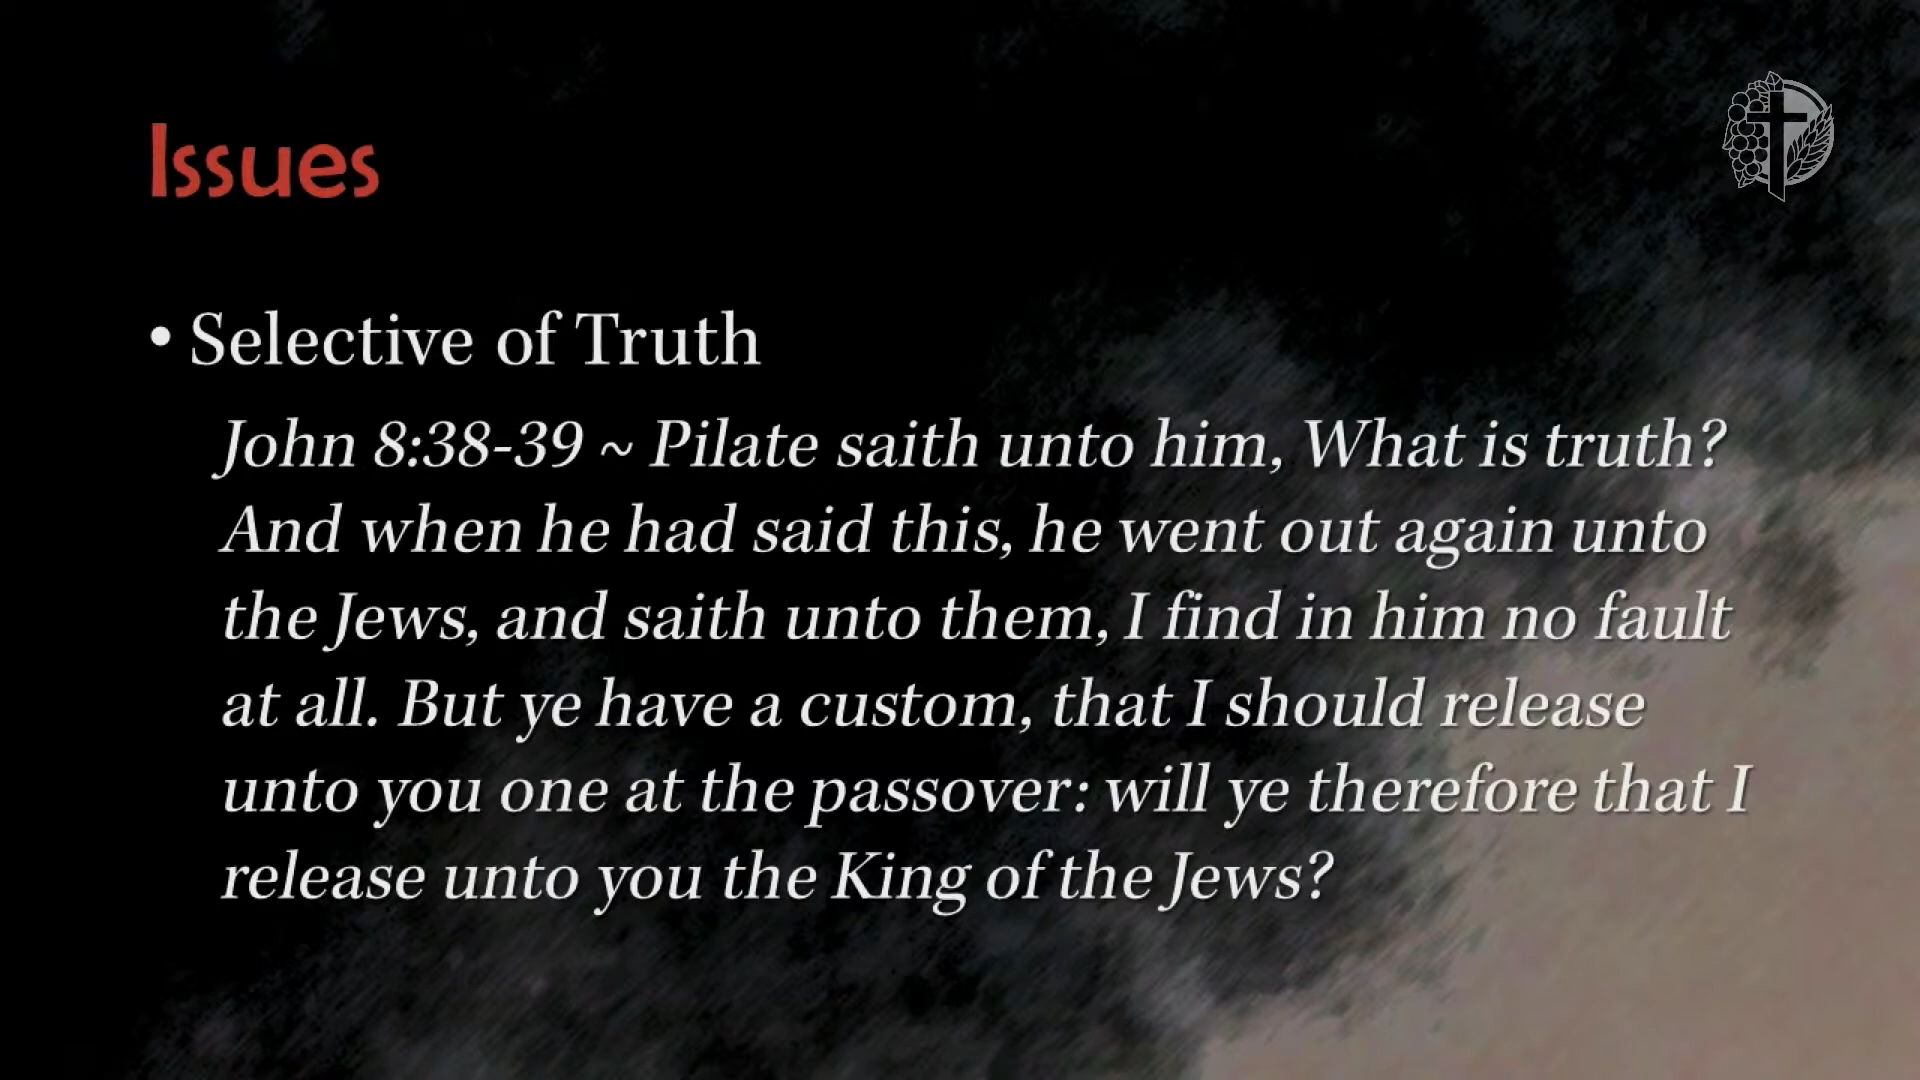 Issues
• Selective of Truth
John 8:38-39 ~ Pilate saith unto him, What is truth?
And when he had said this, he went out again unto
the Jews, and saith unto them, I find in him no fault
at all. But ye have a custom, that I should release
unto you one at the passover: will ye therefore that I
release unto you the King of the Jews?